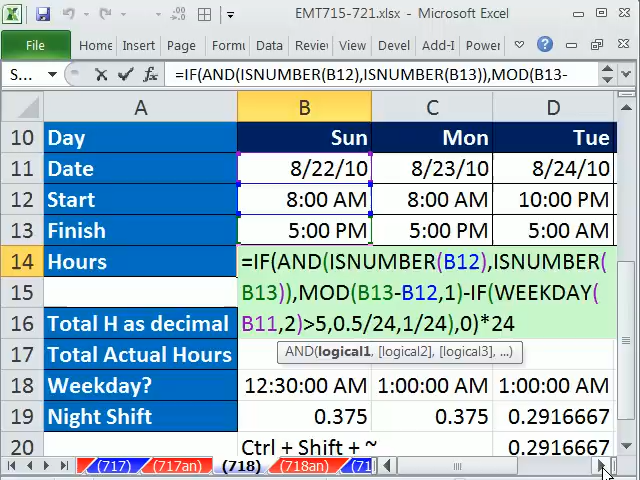 EMT715-721.xlsx - Microsoft Excel
File Home Insert Page Formu Data Review View Devel Add-I Power
S... fx =IF(AND(ISNUMBER(B12),ISNUMBER(B13)),MOD(B13-
A B C D
10 Day Sun Mon Tue
11 Date 8/22/10 8/23/10 8/24/10
12 Start 8:00 AM 8:00 AM 10:00 PM
13 Finish 5:00 PM 5:00 PM 5:00 AM
14 Hours =IF(AND(ISNUMBER(B12),ISNUMBER(
15 B13)),MOD(B13-B12,1)-IF(WEEKDAY(
16 Total H as decimal B11,2)>5,0.5/24,1/24),0)*24
17 Total Actual Hours AND(logical1, [logical2], [logical3], ...)
18 Weekday? 12:30:00 AM 1:00:00 AM 1:00:00 AM
19 Night Shift 0.375 0.375 0.2916667
20 Ctrl + Shift + ~ 0.2916667
(717) (717an) (718) (718an) (71